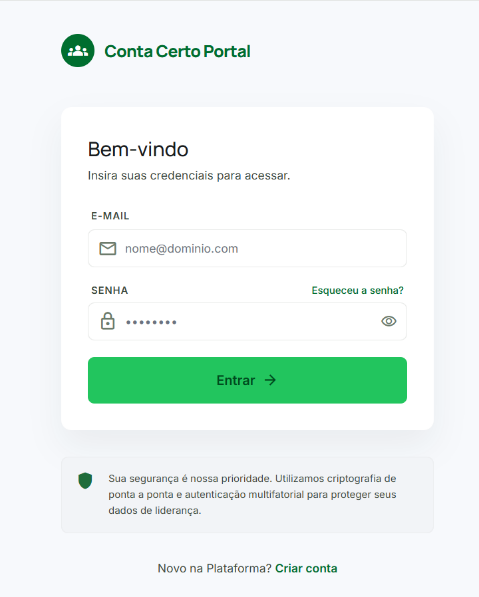 Conta Certo Portal
Bem-vindo
Insira suas credenciais para acessar.
E-MAIL
nome@dominio.com
SENHA Esqueceu a senha?
••••••••
Entrar →
Sua segurança é nossa prioridade. Utilizamos criptografia de
ponta a ponta e autenticação multifatorial para proteger seus
dados de liderança.
Novo na Plataforma? Criar conta